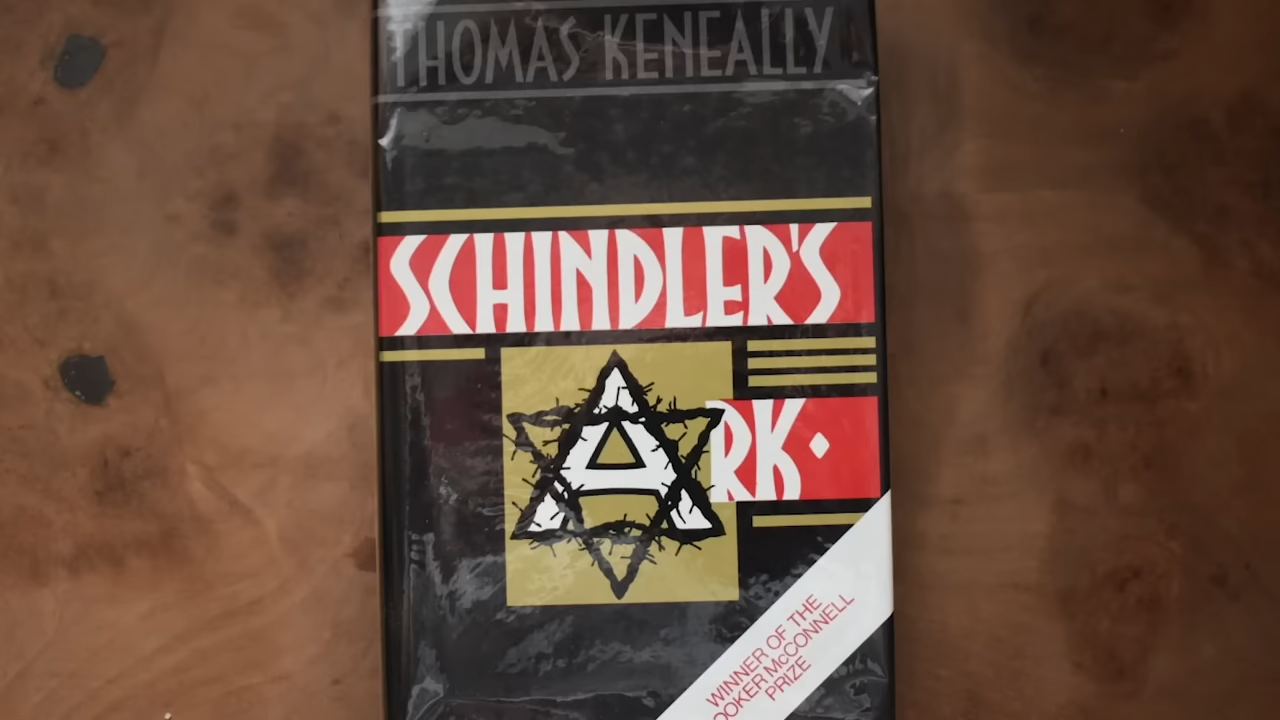 THOMAS KENEALLY
SCHINDLER'S
ARK
WINNER OF THE
OOKER McCONNELL
PRIZE